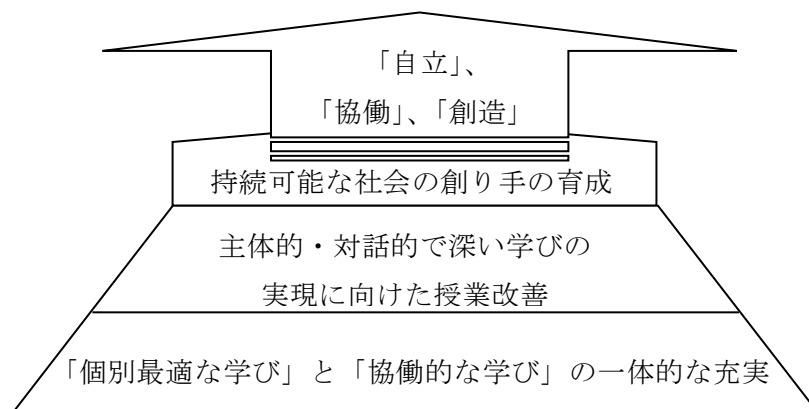 「自立」、
「協働」、「創造」
持続可能な社会の創り手の育成
主体的・対話的で深い学びの
実現に向けた授業改善
「個別最適な学び」と「協働的な学び」の一体的な充実